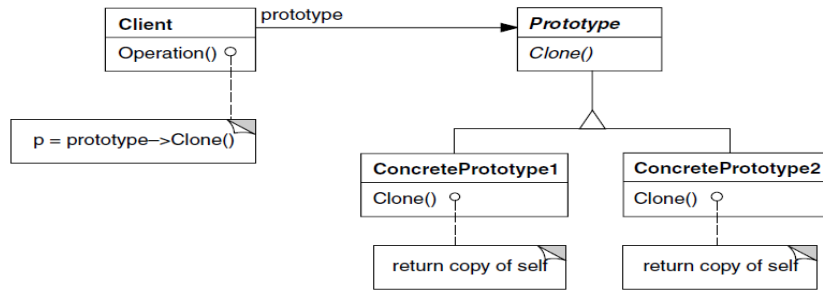 Client
Operation()
prototype
Prototype
Clone()
p = prototype–>Clone()
ConcretePrototype1
Clone()
ConcretePrototype2
Clone()
return copy of self
return copy of self